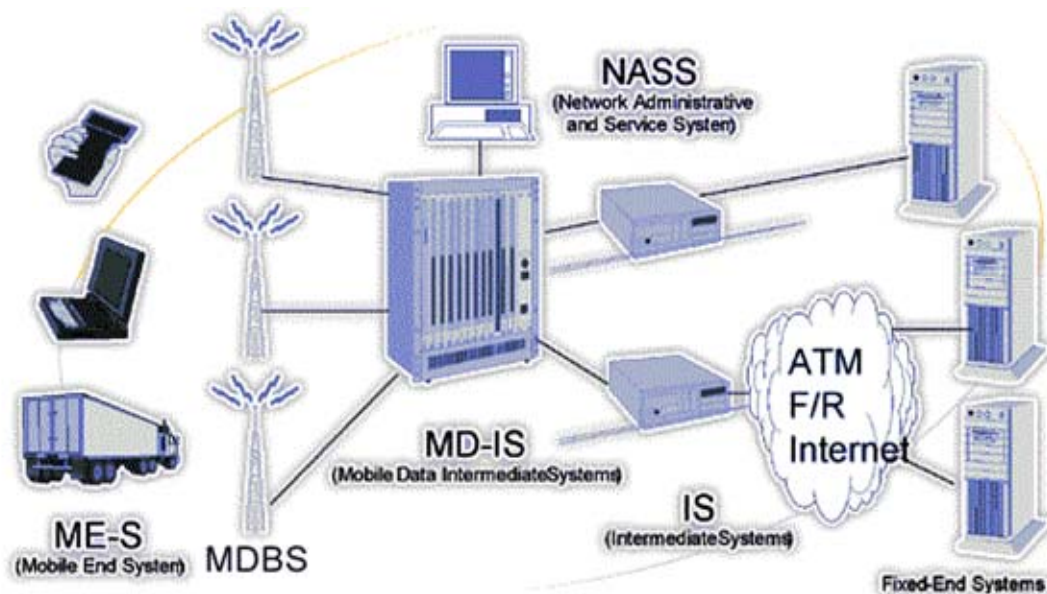 NASS
(Network Administrative
and Service System)
ATM
F/R
Internet
MD-IS
(Mobile Data IntermediateSystems)
IS
(IntermediateSystems)
ME-S
(Mobile End System)
MDBS
Fixed-End Systems